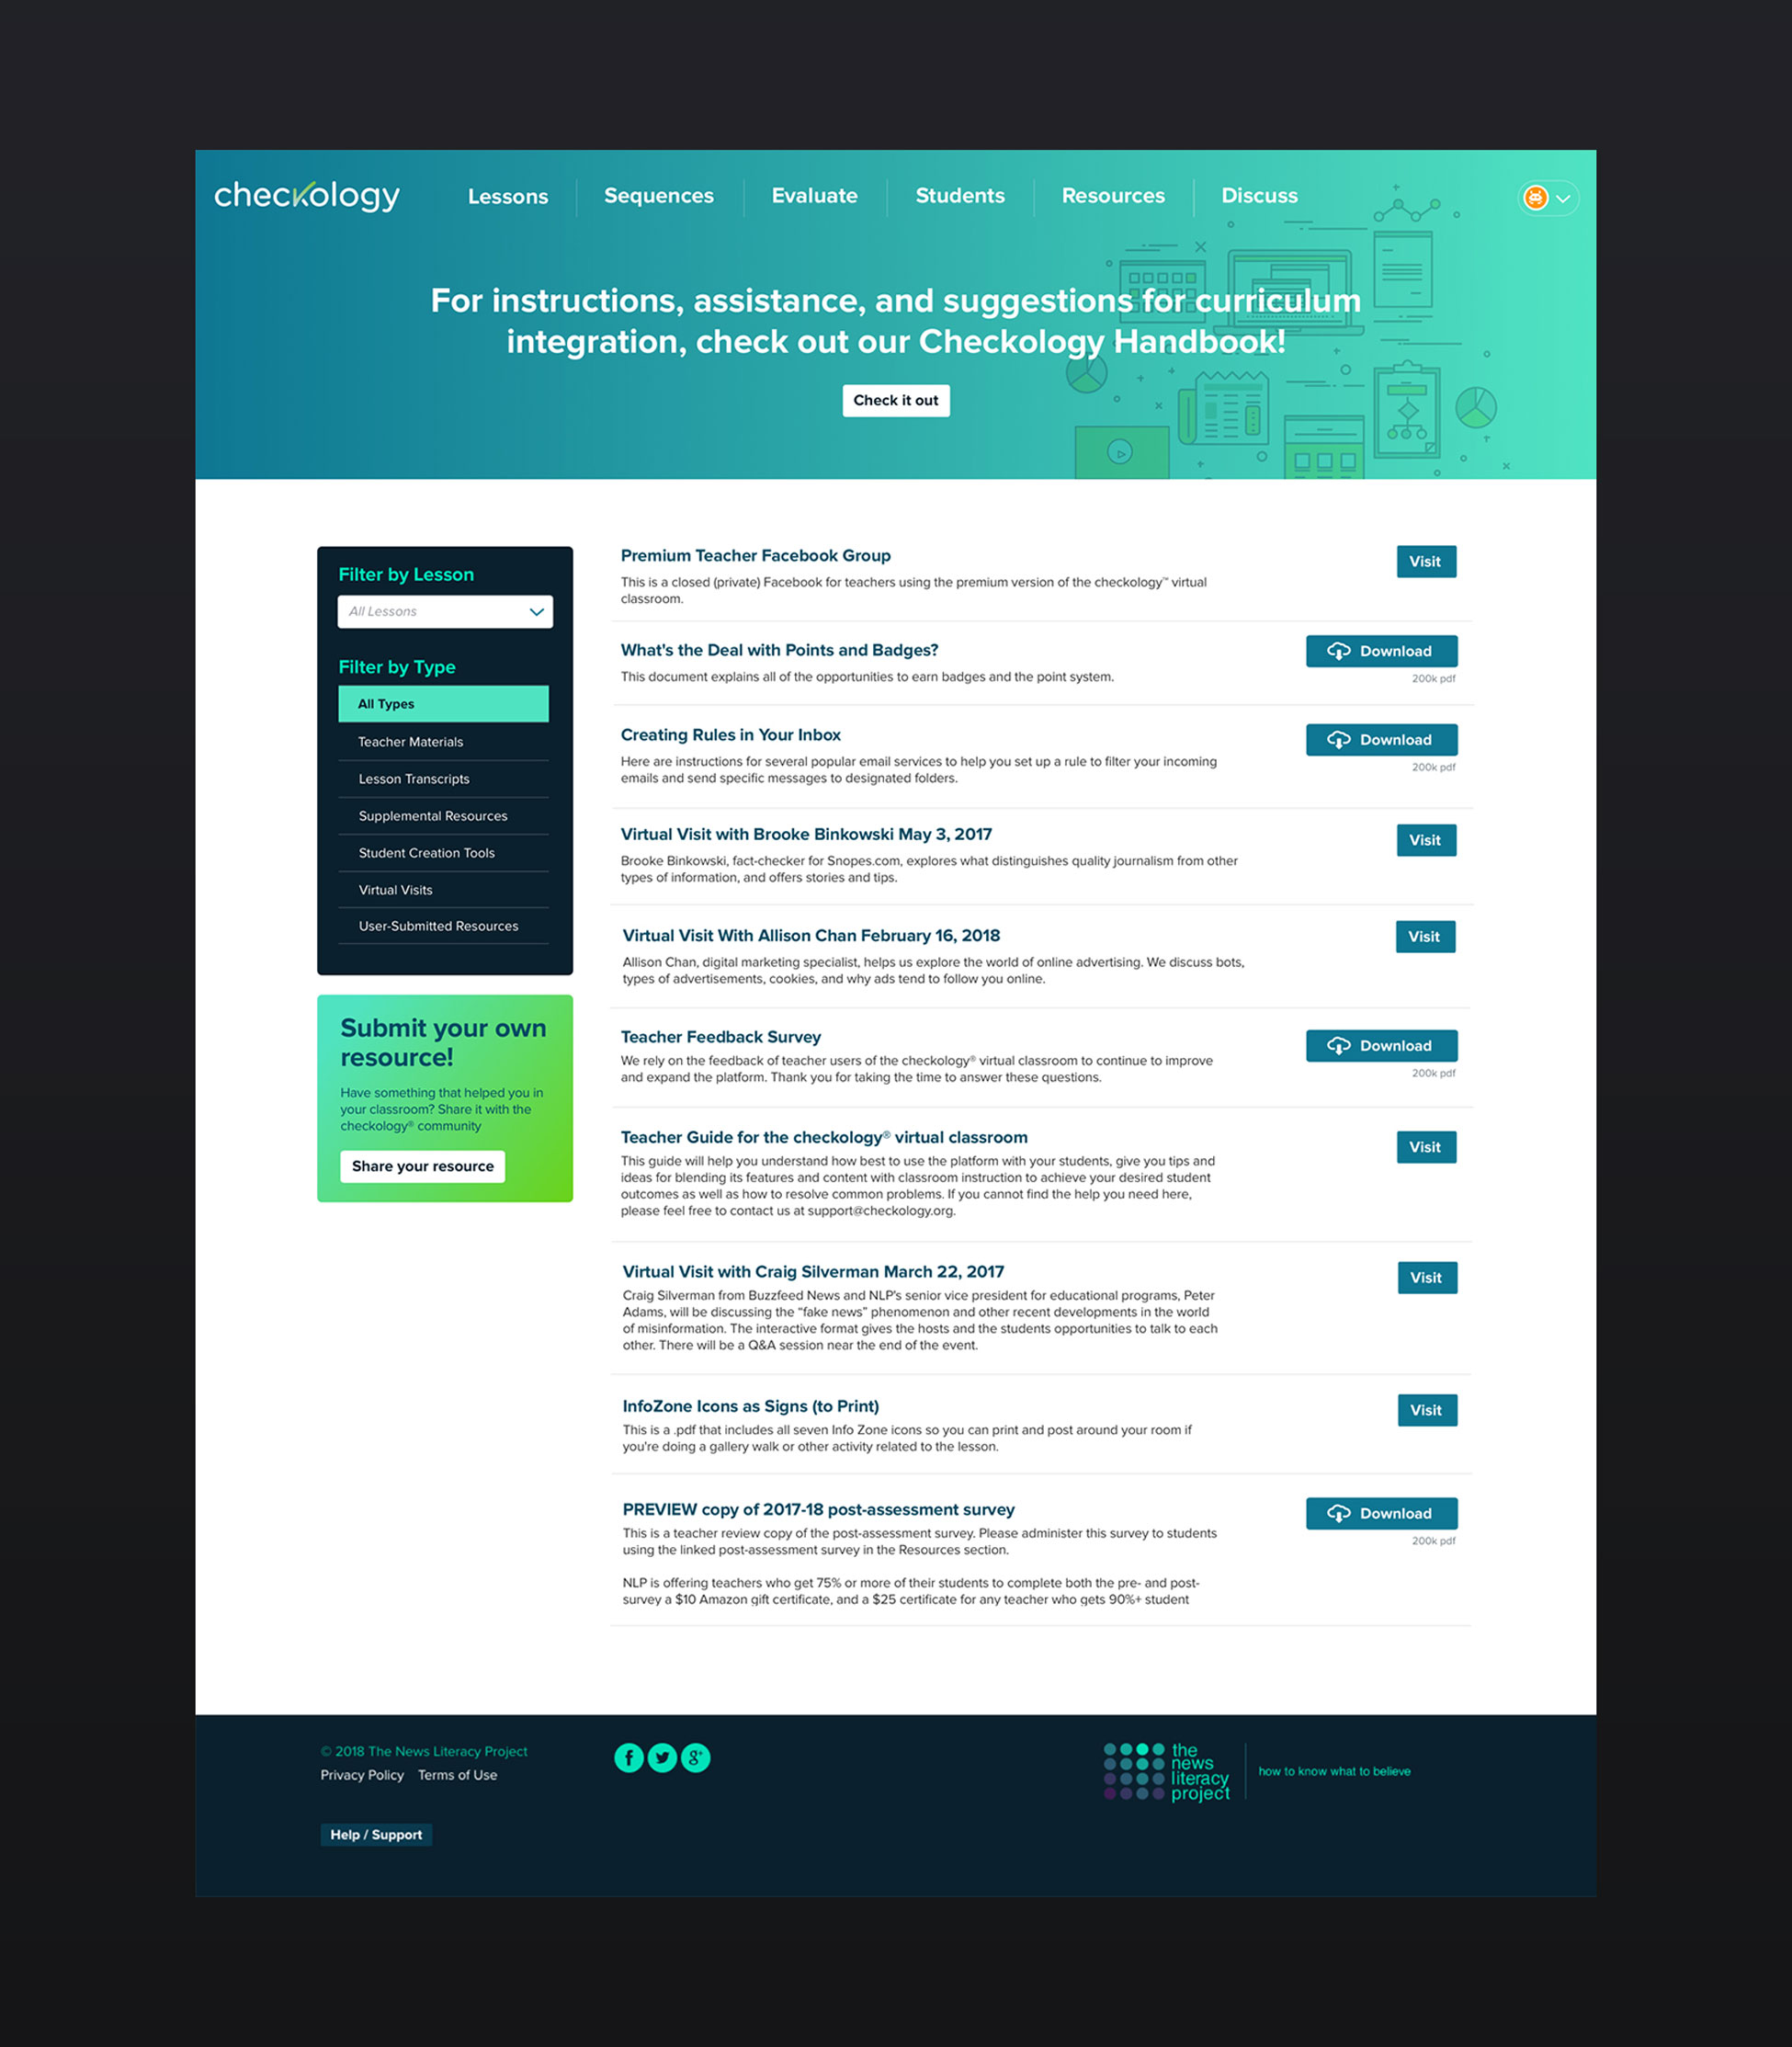 checkology
Lessons
Sequences
Evaluate
Students
Resources
Discuss
For instructions, assistance, and suggestions for curriculum
integration, check out our Checkology Handbook!
Check it out
Filter by Lesson
All Lessons
Filter by Type
All Types
Teacher Materials
Lesson Transcripts
Supplemental Resources
Student Creation Tools
Virtual Visits
User-Submitted Resources
Submit your own
resource!
Have something that helped you in
your classroom? Share it with the
checkology® community
Share your resource
Premium Teacher Facebook Group
This is a closed (private) Facebook for teachers using the premium version of the checkology™ virtual
classroom.
Visit
What's the Deal with Points and Badges?
This document explains all of the opportunities to earn badges and the point system.
Download
200k pdf
Creating Rules in Your Inbox
Here are instructions for several popular email services to help you set up a rule to filter your incoming
emails and send specific messages to designated folders.
Download
200k pdf
Virtual Visit with Brooke Binkowski May 3, 2017
Brooke Binkowski, fact-checker for Snopes.com, explores what distinguishes quality journalism from other
types of information, and offers stories and tips.
Visit
Virtual Visit With Allison Chan February 16, 2018
Allison Chan, digital marketing specialist, helps us explore the world of online advertising. We discuss bots,
types of advertisements, cookies, and why ads tend to follow you online.
Visit
Teacher Feedback Survey
We rely on the feedback of teacher users of the checkology® virtual classroom to continue to improve
and expand the platform. Thank you for taking the time to answer these questions.
Download
200k pdf
Teacher Guide for the checkology® virtual classroom
This guide will help you understand how best to use the platform with your students, give you tips and
ideas for blending its features and content with classroom instruction to achieve your desired student
outcomes as well as how to resolve common problems. If you cannot find the help you need here,
please feel free to contact us at support@checkology.org.
Visit
Virtual Visit with Craig Silverman March 22, 2017
Craig Silverman from Buzzfeed News and NLP's senior vice president for educational programs, Peter
Adams, will be discussing the “fake news” phenomenon and other recent developments in the world
of misinformation. The interactive format gives the hosts and the students opportunities to talk to each
other. There will be a Q&A session near the end of the event.
Visit
InfoZone Icons as Signs (to Print)
This is a .pdf that includes all seven Info Zone icons so you can print and post around your room if
you're doing a gallery walk or other activity related to the lesson.
Visit
PREVIEW copy of 2017-18 post-assessment survey
This is a teacher review copy of the post-assessment survey. Please administer this survey to students
using the linked post-assessment survey in the Resources section.
NLP is offering teachers who get 75% or more of their students to complete both the pre- and post-
survey a $10 Amazon gift certificate, and a $25 certificate for any teacher who gets 90%+ student
Download
200k pdf
© 2018 The News Literacy Project
Privacy Policy Terms of Use
Help / Support
f
g+
the
news
literacy
project
how to know what to believe